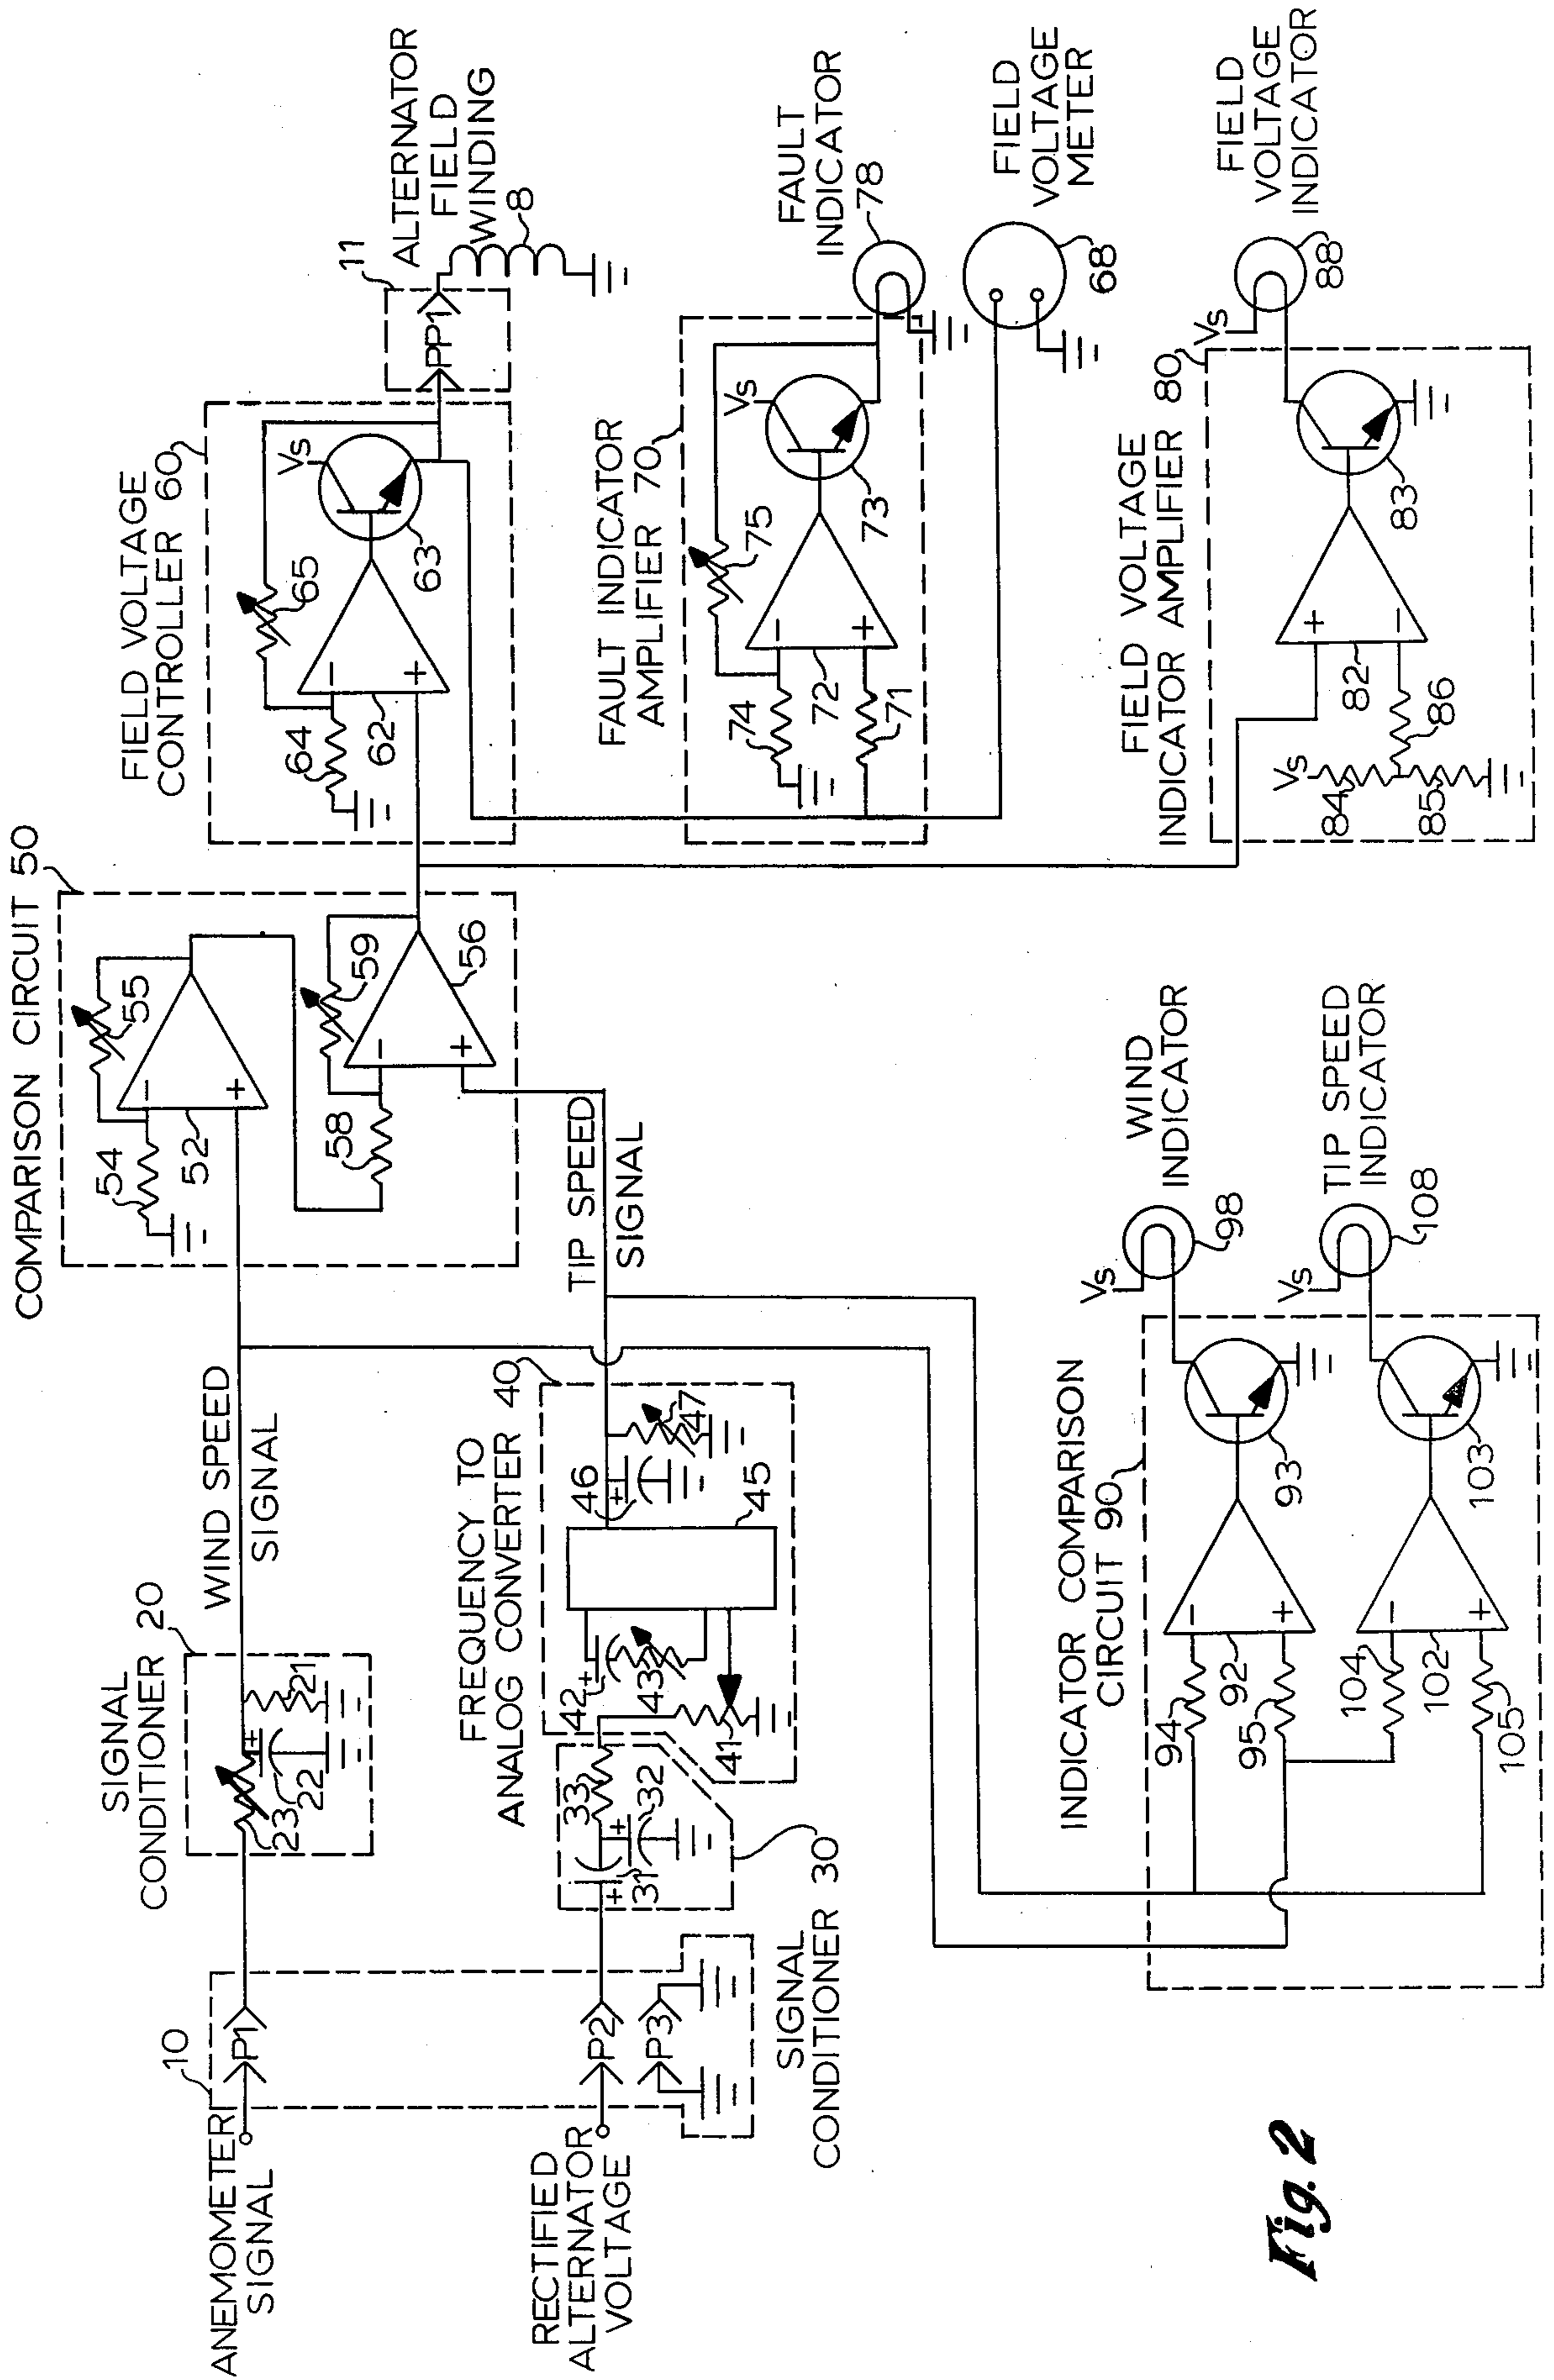 ANEMOMETER
SIGNAL
10
P1
RECTIFIED
ALTERNATOR
VOLTAGE
P2
P3
SIGNAL
CONDITIONER 20
23
22
21
+
WIND SPEED
SIGNAL
SIGNAL
CONDITIONER 30
31
32
33
+
+
FREQUENCY TO
ANALOG CONVERTER 40
41
42
43
45
46
47
+
+
TIP SPEED
SIGNAL
COMPARISON CIRCUIT 50
54
55
52
-
+
58
59
56
-
+
FIELD VOLTAGE
CONTROLLER 60
64
65
62
63
Vs
-
+
11
PP1
ALTERNATOR
FIELD
WINDING
8
FAULT INDICATOR
AMPLIFIER 70
74
75
72
71
73
Vs
-
+
FAULT
INDICATOR
78
FIELD
VOLTAGE
METER
68
FIELD VOLTAGE
INDICATOR AMPLIFIER 80
Vs
84
85
86
82
83
+
-
Vs
88
FIELD
VOLTAGE
INDICATOR
INDICATOR COMPARISON
CIRCUIT 90
94
92
95
93
-
+
Vs
98
WIND
INDICATOR
104
102
105
103
-
+
Vs
108
TIP SPEED
INDICATOR
Fig. 2